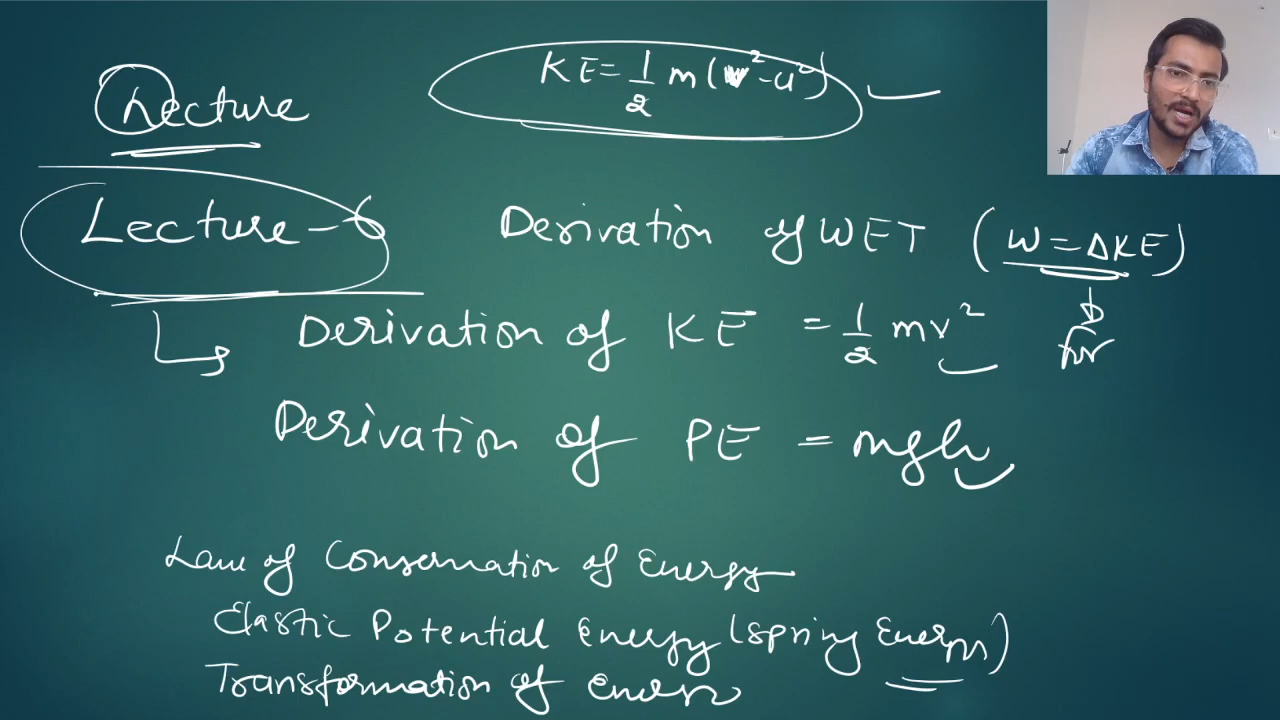 KE = 1/2 m(v²-u²)
Lecture
Lecture - 6
Derivation of WET (W = ΔKE)
Derivation of KE = 1/2 mv²
for
Derivation of PE = mgh
Law of Conservation of Energy
Elastic Potential Energy (Spring Energy)
Transformation of Energy